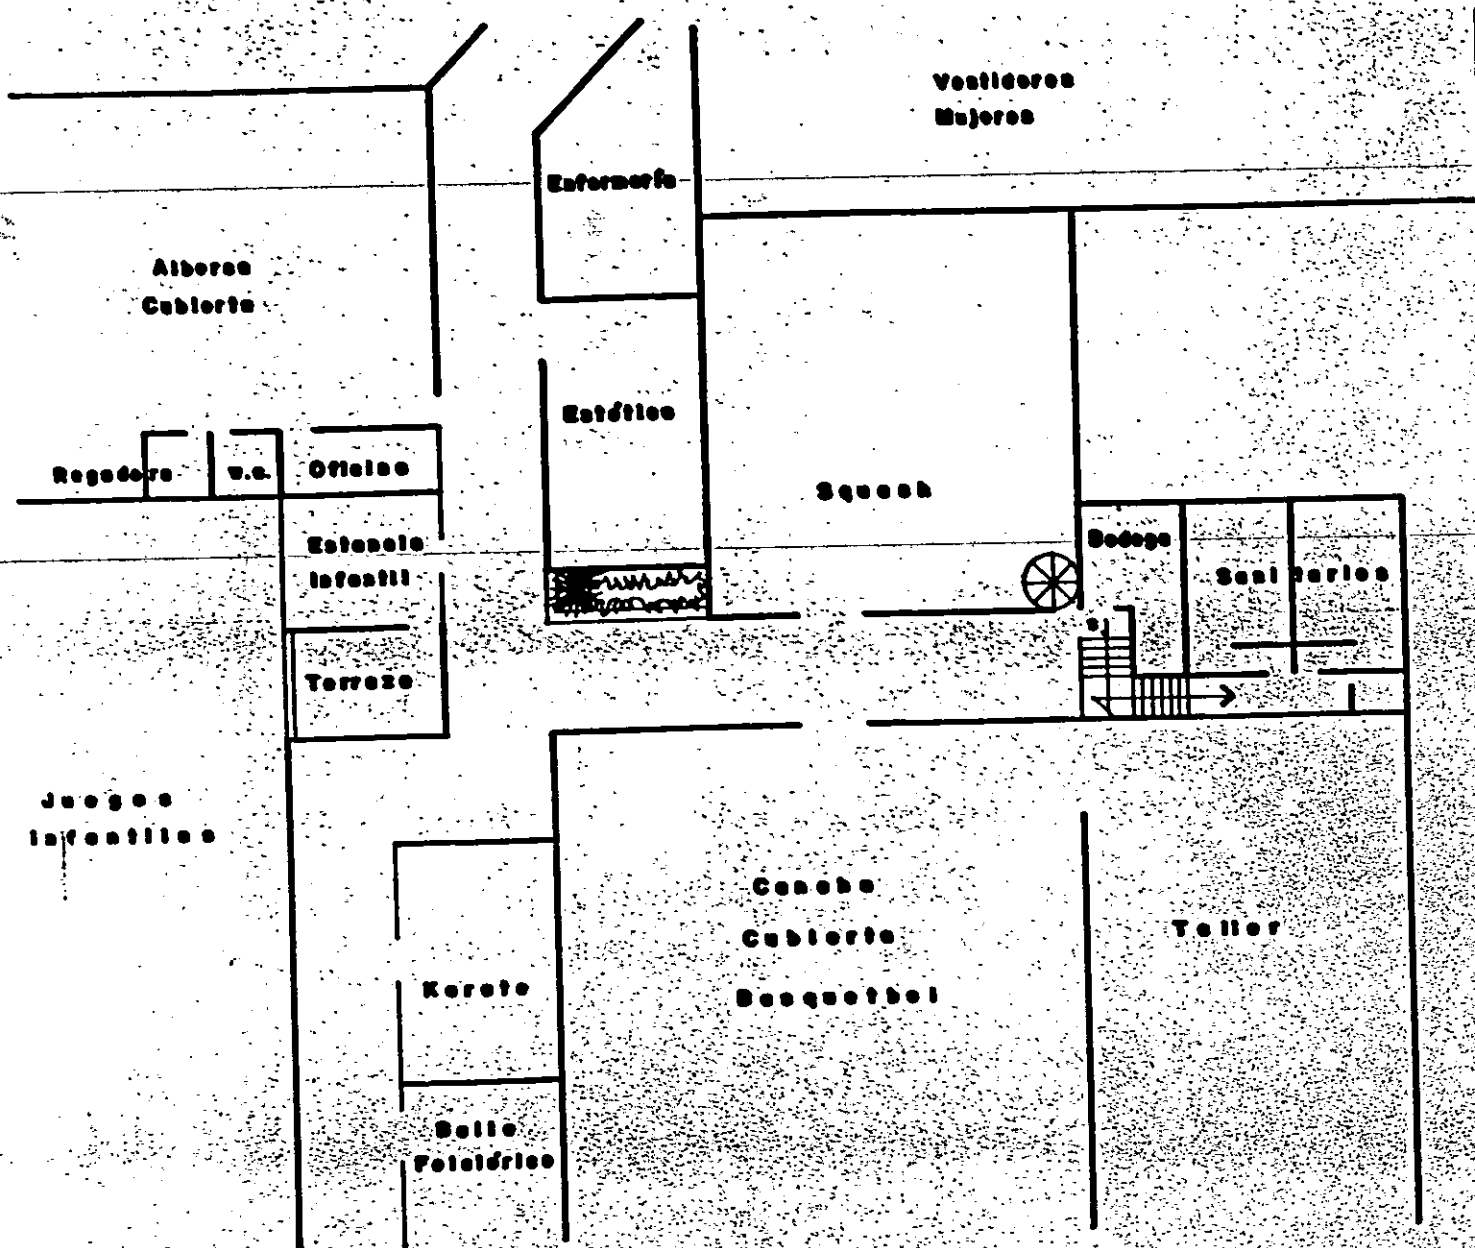 Vestidores
Mujeres
Enfermería
Alberca
Cubierta
Estética
Regadera
w.c.
Oficina
Squash
Estancia
Infantil
Bodega
Sanitarios
s.
Terraza
Juegos
Infantiles
Cancha
Cubierta
Basquetbol
Taller
Karate
Baile
Folclórico